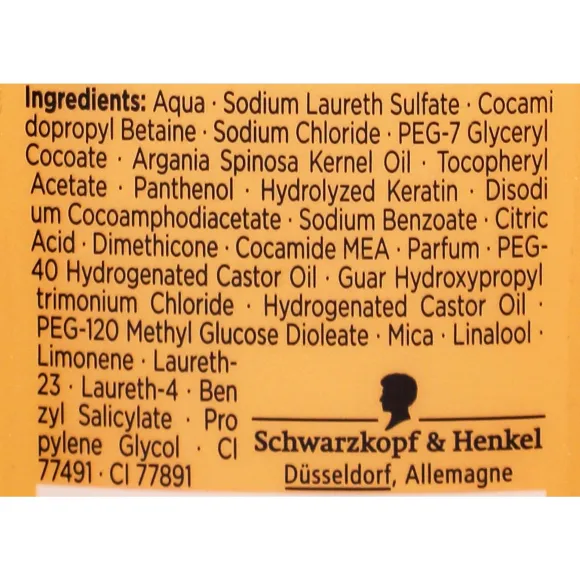 Ingredients: Aqua · Sodium Laureth Sulfate · Cocami
dopropyl Betaine · Sodium Chloride · PEG-7 Glyceryl
Cocoate · Argania Spinosa Kernel Oil · Tocopheryl
Acetate · Panthenol · Hydrolyzed Keratin · Disodi
um Cocoamphodiacetate · Sodium Benzoate · Citric
Acid · Dimethicone · Cocamide MEA · Parfum · PEG-
40 Hydrogenated Castor Oil · Guar Hydroxypropyl
trimonium Chloride · Hydrogenated Castor Oil ·
PEG-120 Methyl Glucose Dioleate · Mica · Linalool ·
Limonene · Laureth-
23 · Laureth-4 · Ben
zyl Salicylate · Pro
pylene Glycol · CI
77491 · CI 77891
Schwarzkopf & Henkel
Düsseldorf, Allemagne